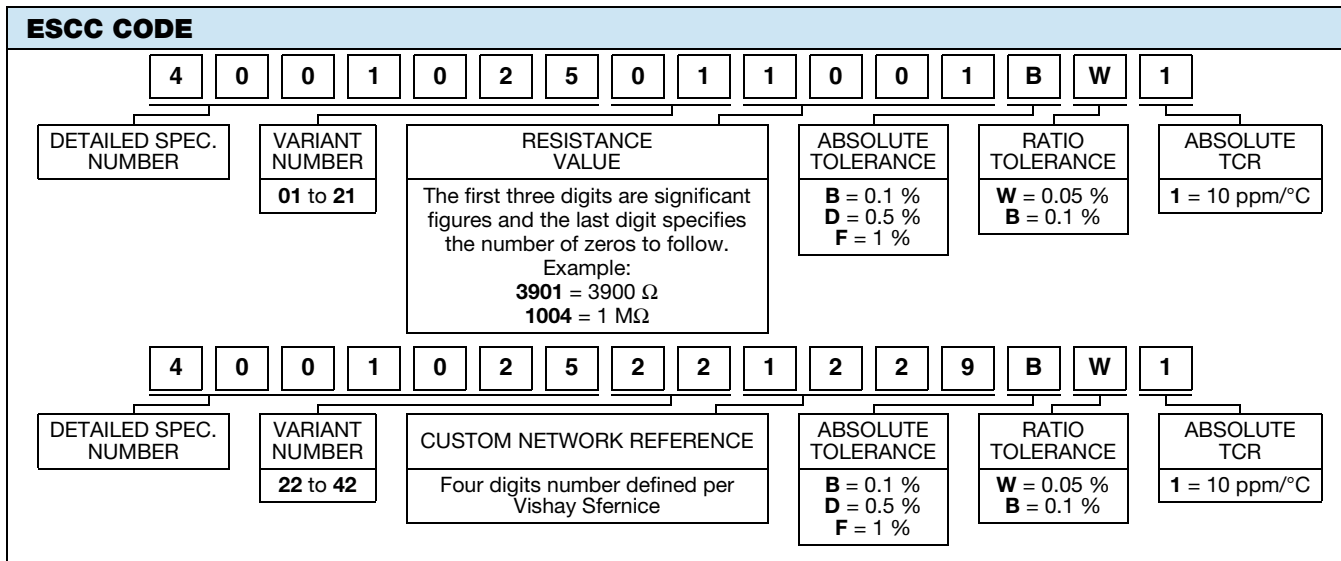 ESCC CODE
4 0 0 1 0 2 5 0 1 1 0 0 1 B W 1
DETAILED SPEC.
NUMBER
VARIANT
NUMBER
01 to 21
RESISTANCE
VALUE
The first three digits are significant
figures and the last digit specifies
the number of zeros to follow.
Example:
3901 = 3900 Ω
1004 = 1 MΩ
ABSOLUTE
TOLERANCE
B = 0.1 %
D = 0.5 %
F = 1 %
RATIO
TOLERANCE
W = 0.05 %
B = 0.1 %
ABSOLUTE
TCR
1 = 10 ppm/°C
4 0 0 1 0 2 5 2 2 1 2 2 9 B W 1
DETAILED SPEC.
NUMBER
VARIANT
NUMBER
22 to 42
CUSTOM NETWORK REFERENCE
Four digits number defined per
Vishay Sfernice
ABSOLUTE
TOLERANCE
B = 0.1 %
D = 0.5 %
F = 1 %
RATIO
TOLERANCE
W = 0.05 %
B = 0.1 %
ABSOLUTE
TCR
1 = 10 ppm/°C